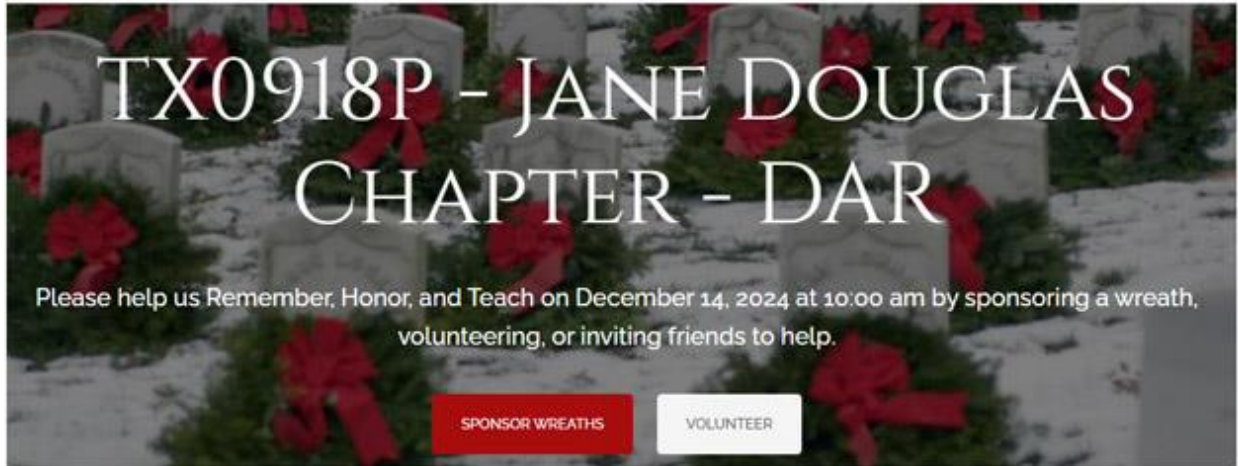 TX0918P - Jane Douglas
Chapter - DAR
Please help us Remember, Honor, and Teach on December 14, 2024 at 10:00 am by sponsoring a wreath,
volunteering, or inviting friends to help.
SPONSOR WREATHS
VOLUNTEER